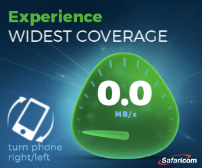 Experience
WIDEST COVERAGE
0.0
MB/s
turn phone
right/left
Safaricom